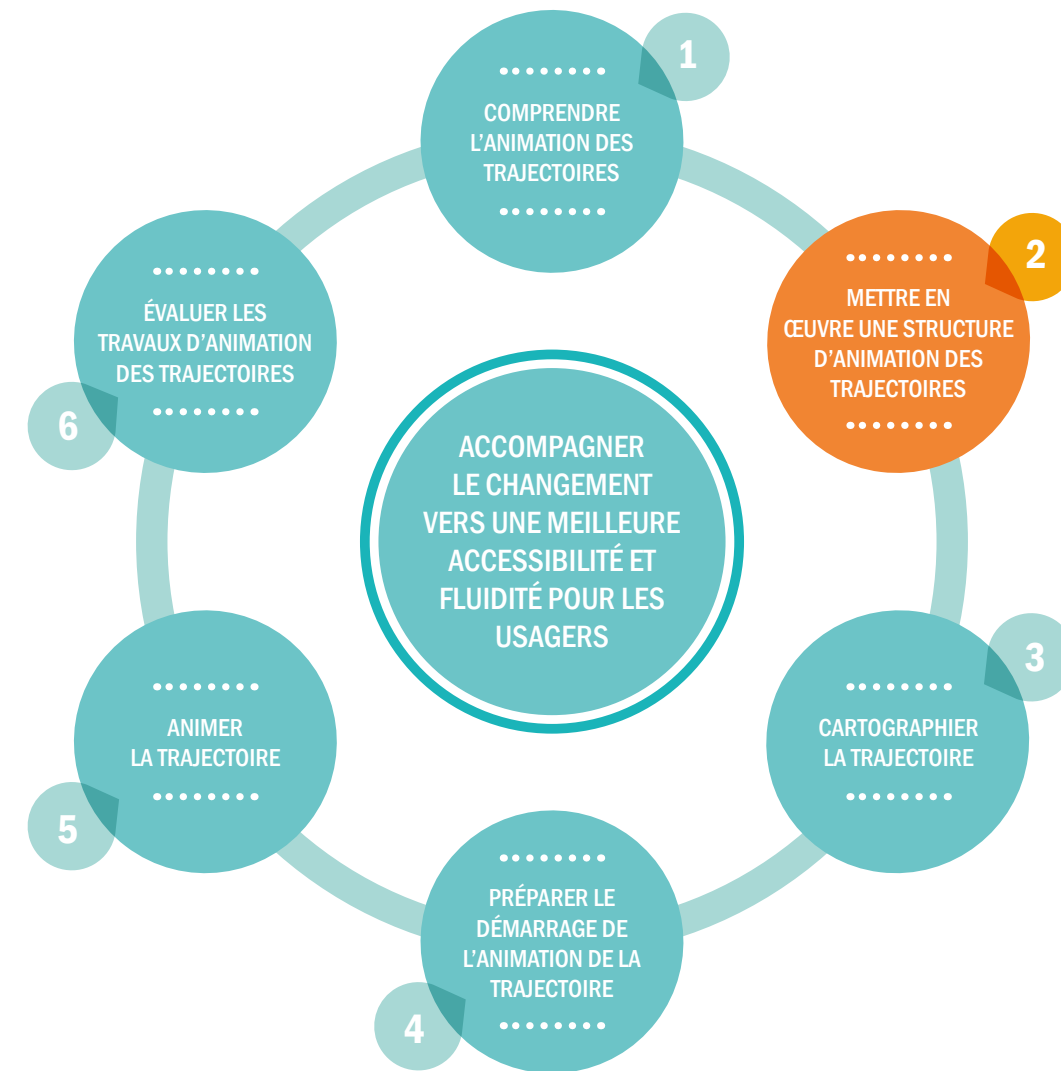 1
COMPRENDRE
L'ANIMATION DES
TRAJECTOIRES
2
METTRE EN
ŒUVRE UNE STRUCTURE
D'ANIMATION DES
TRAJECTOIRES
3
CARTOGRAPHIER
LA TRAJECTOIRE
4
PRÉPARER LE
DÉMARRAGE DE
L'ANIMATION DE LA
TRAJECTOIRE
5
ANIMER
LA TRAJECTOIRE
6
ÉVALUER LES
TRAVAUX D'ANIMATION
DES TRAJECTOIRES
ACCOMPAGNER
LE CHANGEMENT
VERS UNE MEILLEURE
ACCESSIBILITÉ ET
FLUIDITÉ POUR LES
USAGERS